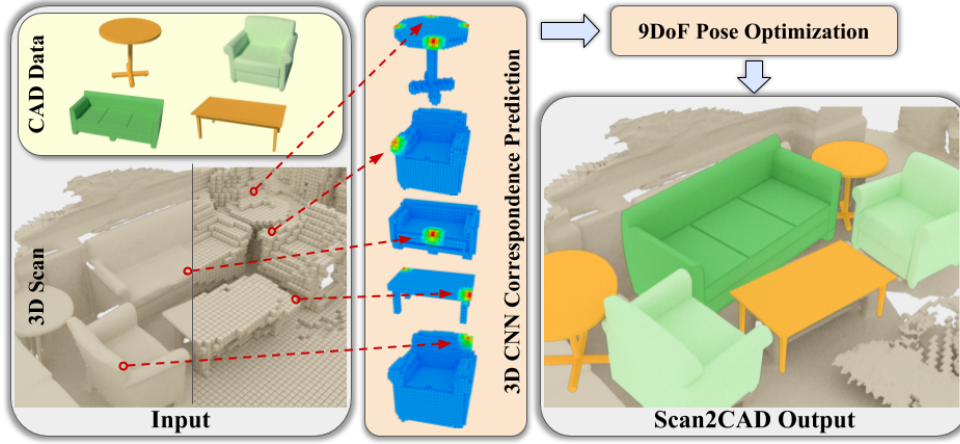 CAD Data
3D Scan
Input
3D CNN Correspondence Prediction
9DoF Pose Optimization
Scan2CAD Output